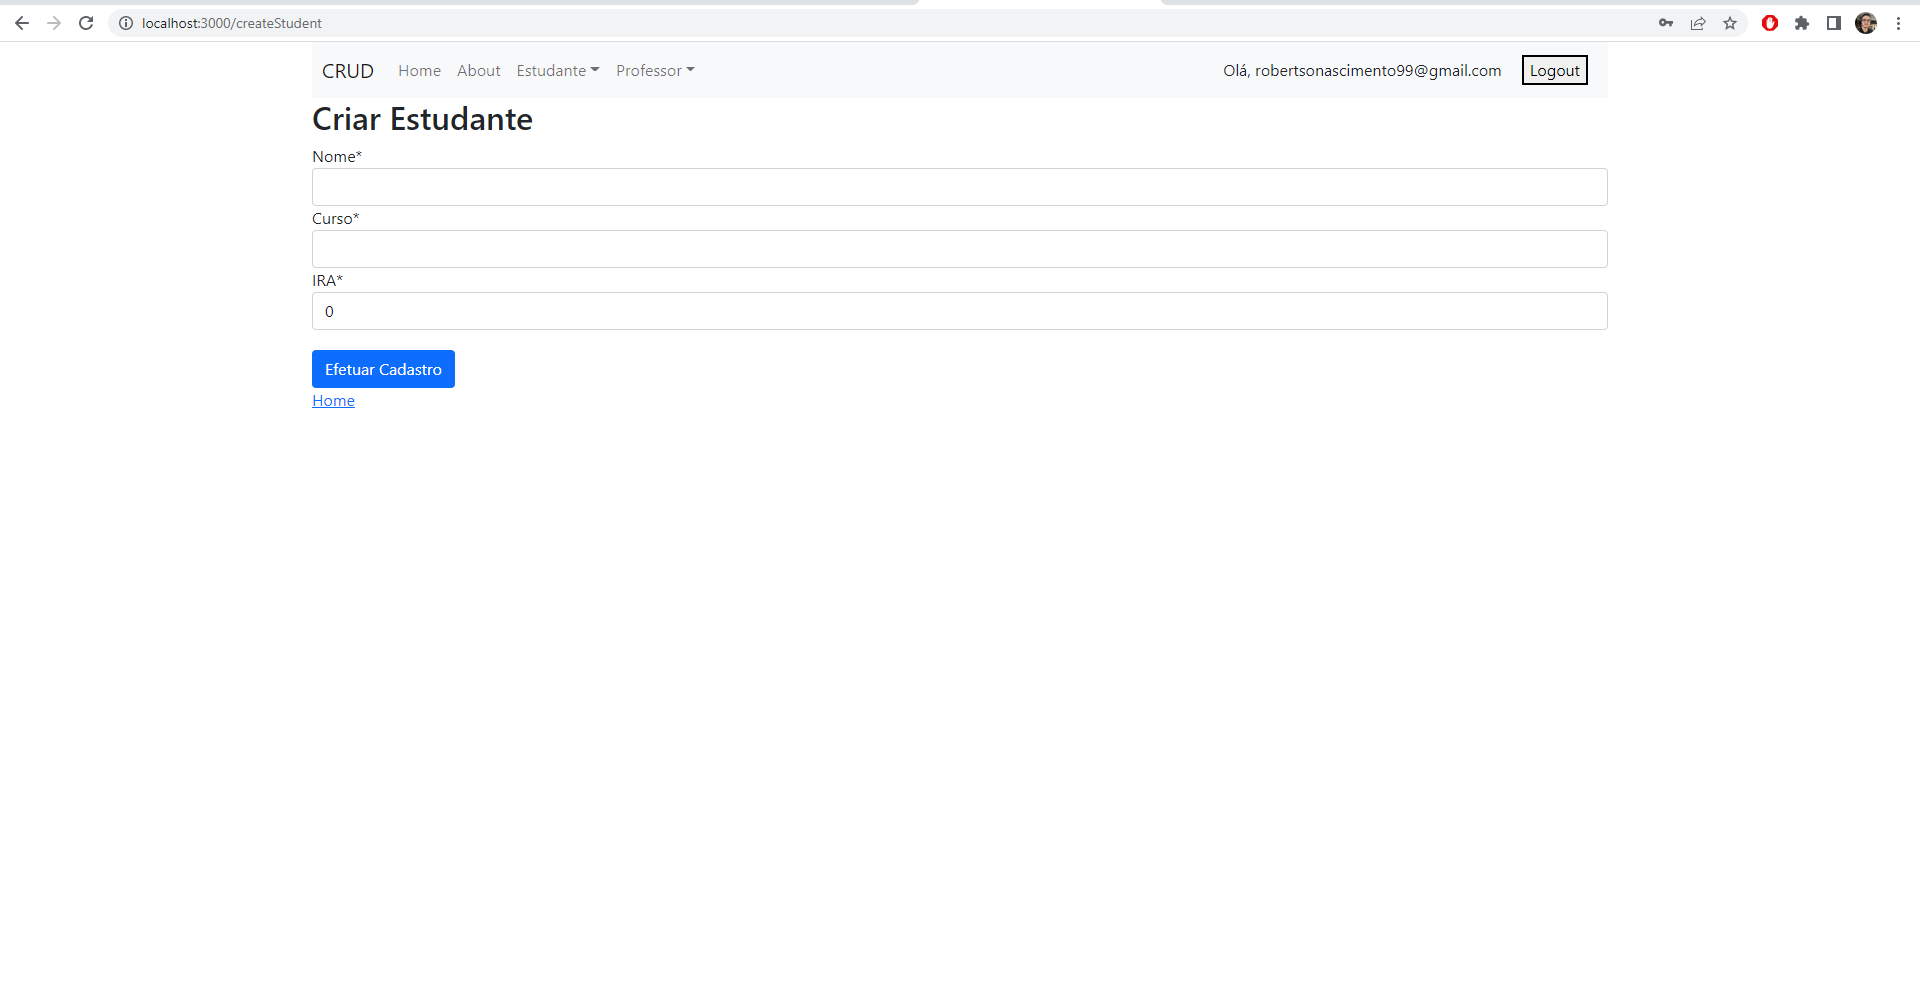 localhost:3000/createStudent
CRUD Home About Estudante Professor Olá, robertsonascimento99@gmail.com Logout
Criar Estudante
Nome*
Curso*
IRA*
0
Efetuar Cadastro
Home